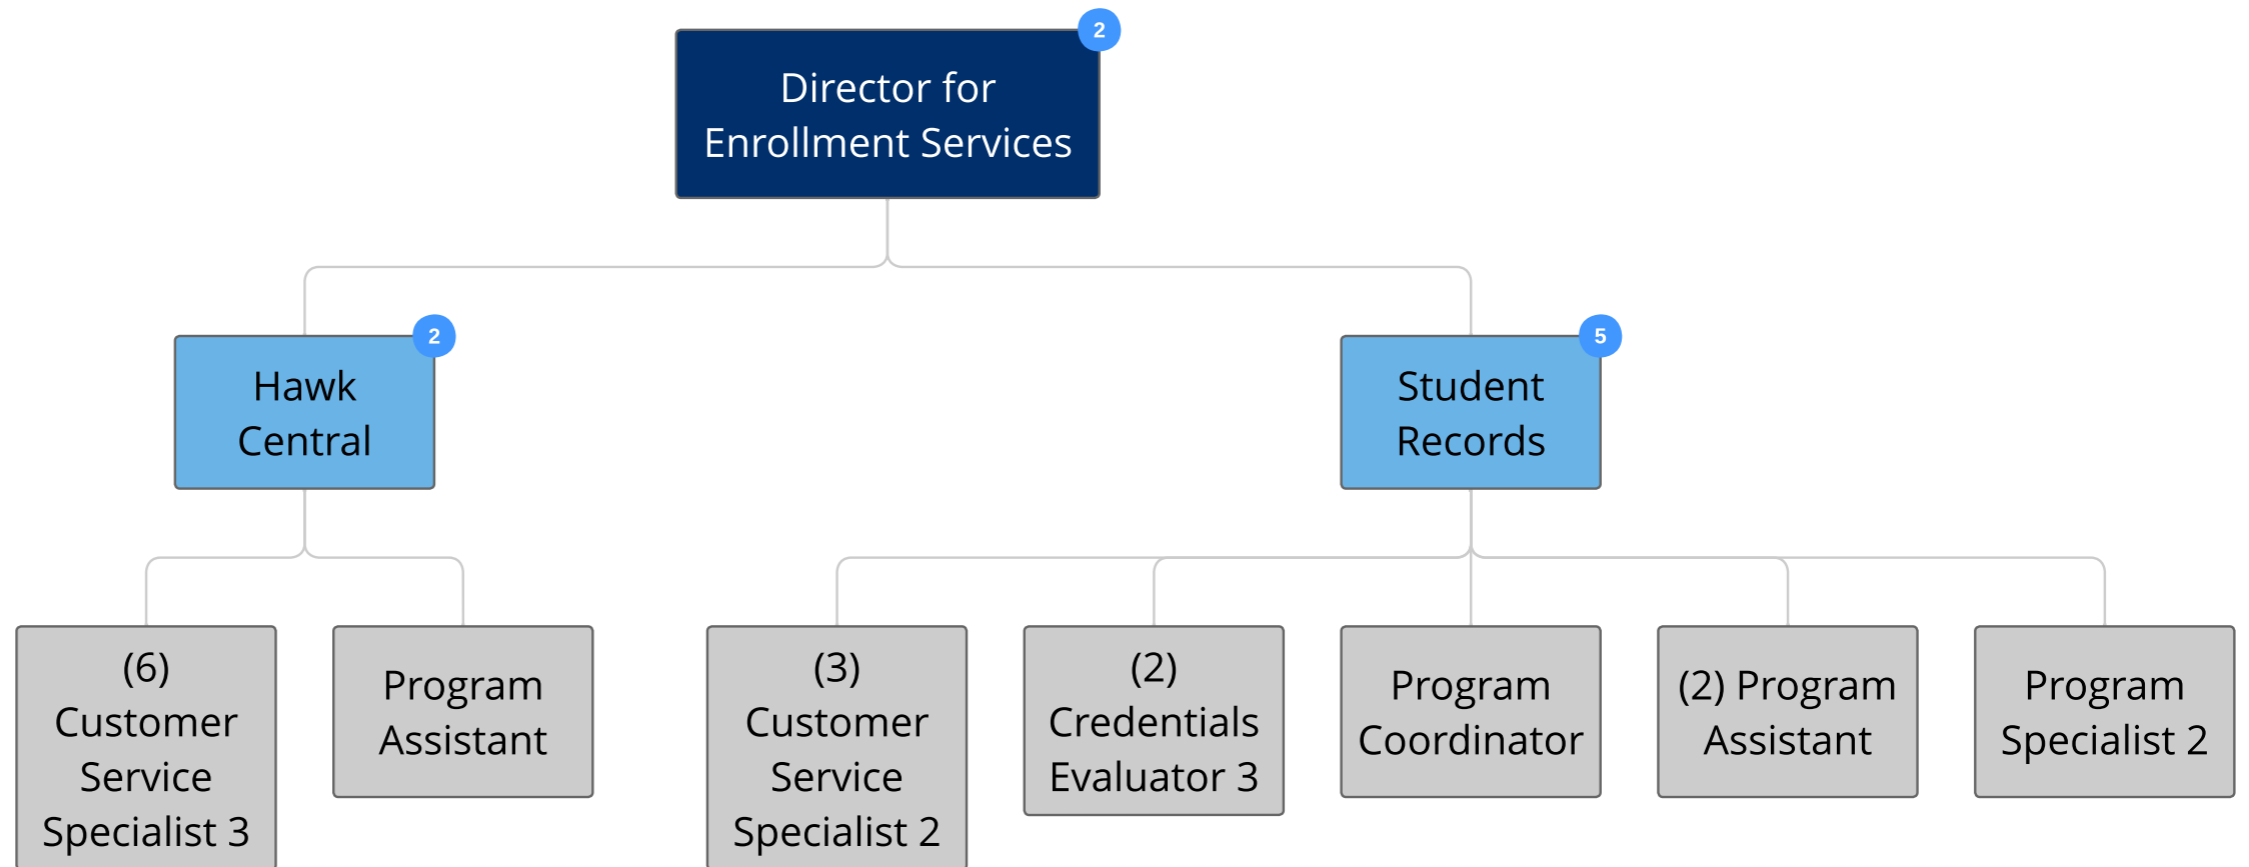 2
Director for
Enrollment Services
2
Hawk
Central
5
Student
Records
(6)
Customer
Service
Specialist 3
Program
Assistant
(3)
Customer
Service
Specialist 2
(2)
Credentials
Evaluator 3
Program
Coordinator
(2) Program
Assistant
Program
Specialist 2